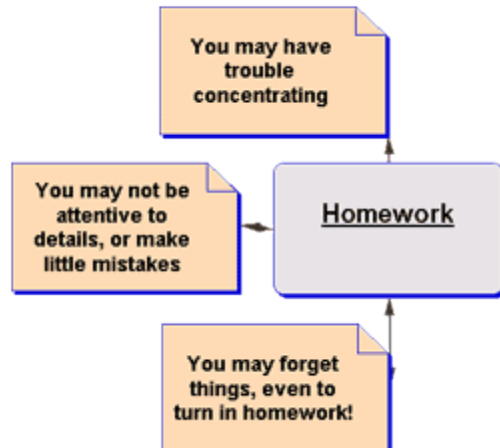 You may have
trouble
concentrating
You may not be
attentive to
details, or make
little mistakes
Homework
You may forget
things, even to
turn in homework!